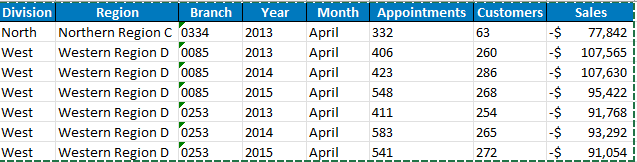 Division Region Branch Year Month Appointments Customers Sales
North Northern Region C 0334 2013 April 332 63 -$ 77,842
West Western Region D 0085 2013 April 406 260 -$ 107,565
West Western Region D 0085 2014 April 423 286 -$ 107,630
West Western Region D 0085 2015 April 548 268 -$ 95,422
West Western Region D 0253 2013 April 411 254 -$ 91,768
West Western Region D 0253 2014 April 583 265 -$ 93,292
West Western Region D 0253 2015 April 541 272 -$ 91,054